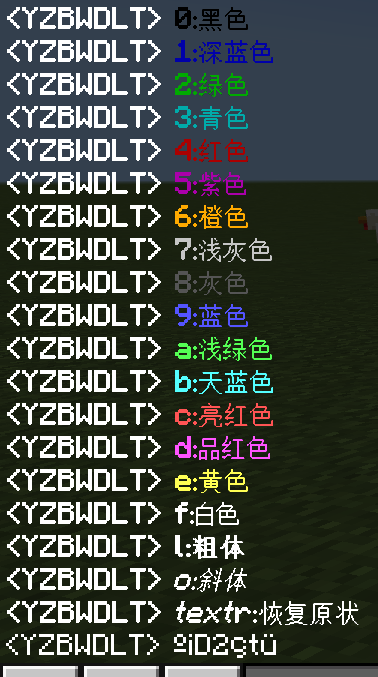 <YZBWDLT> 0:黑色
<YZBWDLT> 1:深蓝色
<YZBWDLT> 2:绿色
<YZBWDLT> 3:青色
<YZBWDLT> 4:红色
<YZBWDLT> 5:紫色
<YZBWDLT> 6:橙色
<YZBWDLT> 7:浅灰色
<YZBWDLT> 8:灰色
<YZBWDLT> 9:蓝色
<YZBWDLT> a:浅绿色
<YZBWDLT> b:天蓝色
<YZBWDLT> c:亮红色
<YZBWDLT> d:品红色
<YZBWDLT> e:黄色
<YZBWDLT> f:白色
<YZBWDLT> l:粗体
<YZBWDLT> o:斜体
<YZBWDLT> textr:恢复原状
<YZBWDLT>